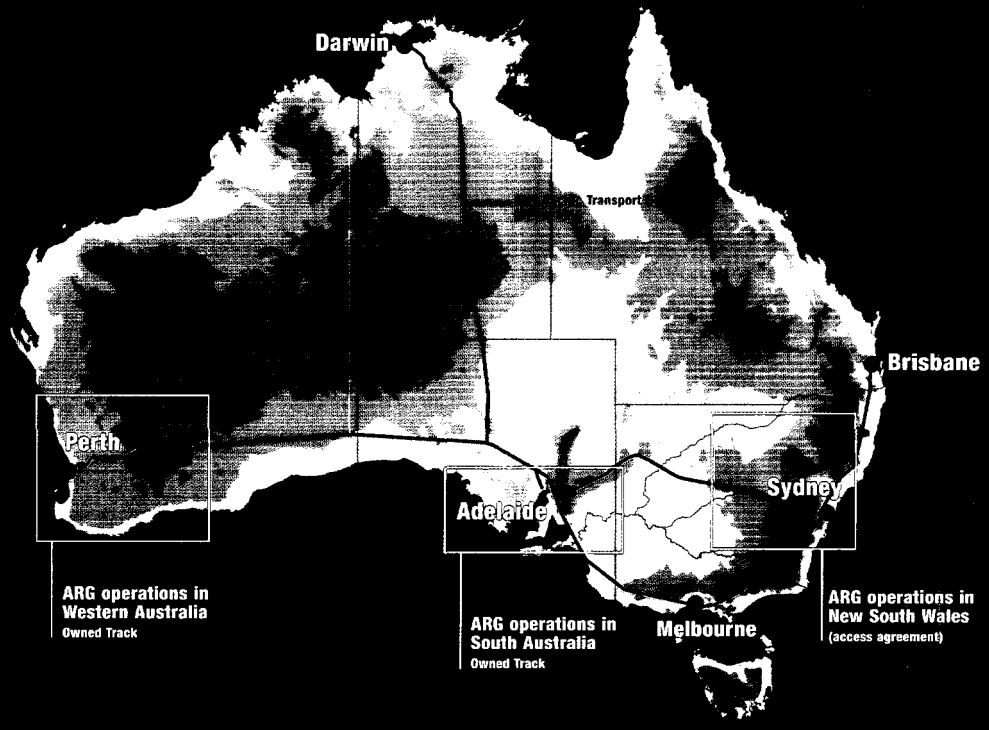 Darwin
Transport
Brisbane
Perth
Sydney
Adelaide
ARG operations in
Western Australia
Owned Track
ARG operations in
South Australia
Owned Track
Melbourne
ARG operations in
New South Wales
(access agreement)